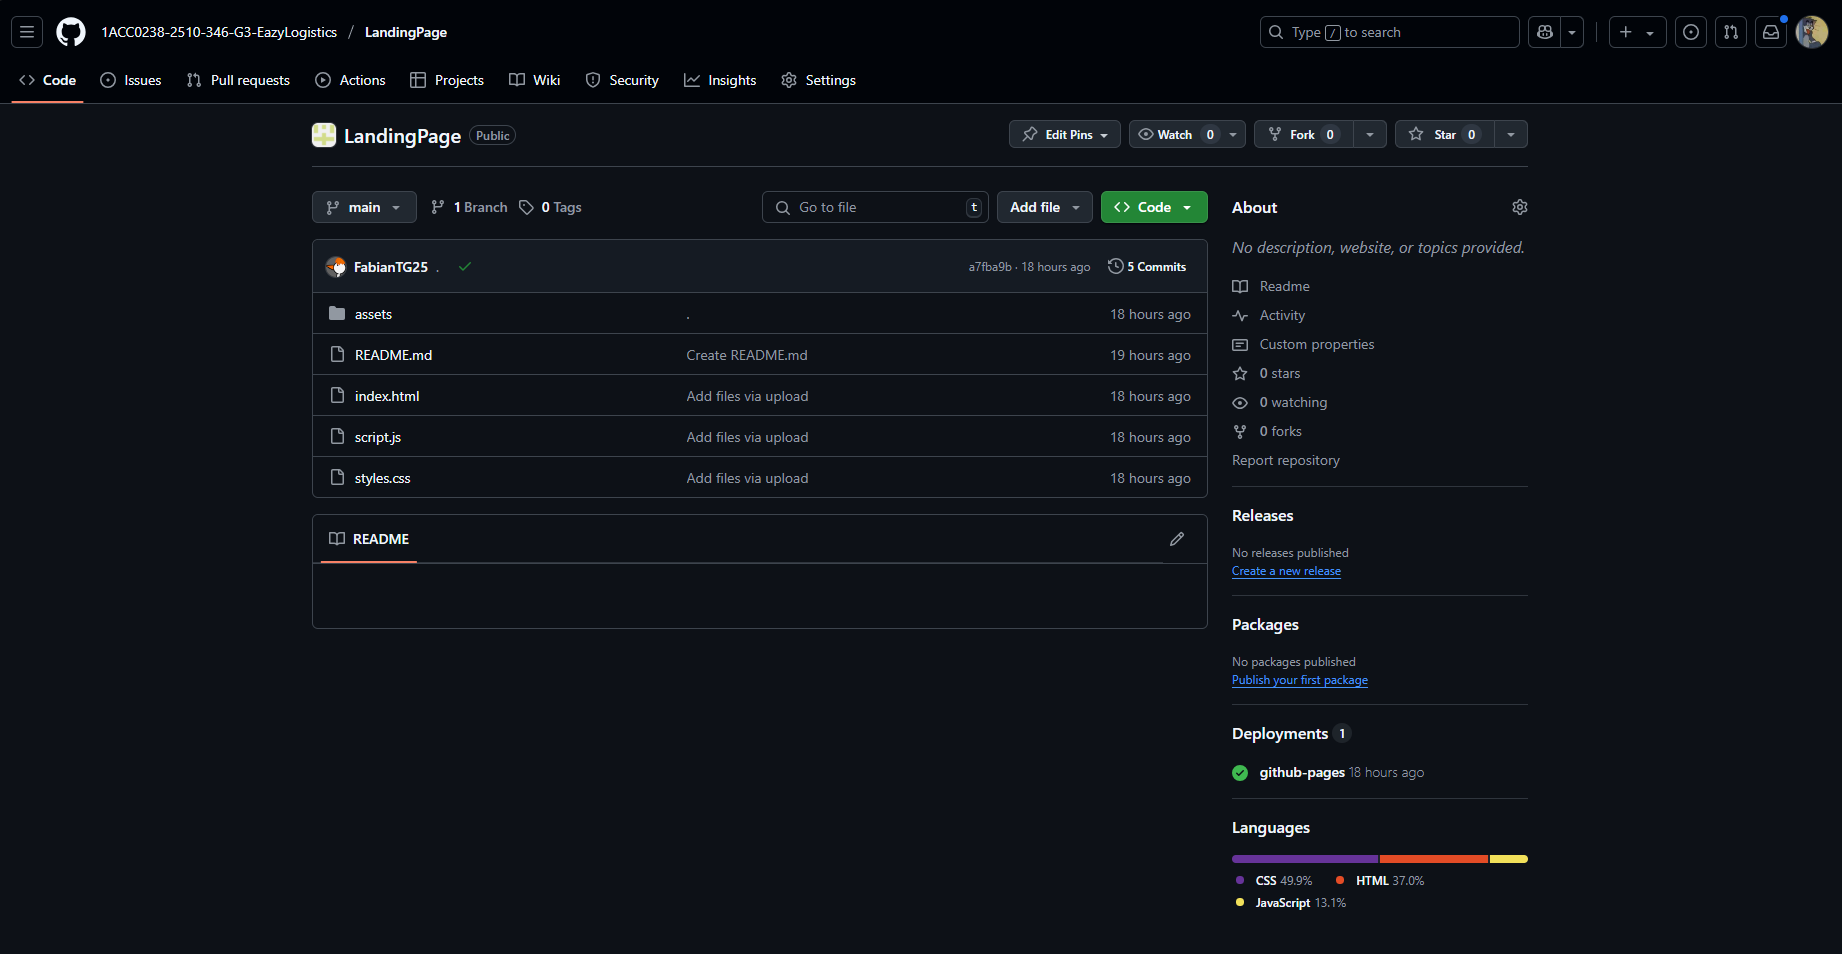 1ACC0238-2510-346-G3-EazyLogistics / LandingPage
Type / to search
Code Issues Pull requests Actions Projects Wiki Security Insights Settings
LandingPage Public
Edit Pins Watch 0 Fork 0 Star 0
main 1 Branch 0 Tags Go to file t Add file Code
FabianTG25 . a7fba9b · 18 hours ago 5 Commits
assets . 18 hours ago
README.md Create README.md 19 hours ago
index.html Add files via upload 18 hours ago
script.js Add files via upload 18 hours ago
styles.css Add files via upload 18 hours ago
README
About
No description, website, or topics provided.
Readme
Activity
Custom properties
0 stars
0 watching
0 forks
Report repository
Releases
No releases published
Create a new release
Packages
No packages published
Publish your first package
Deployments 1
github-pages 18 hours ago
Languages
CSS 49.9% HTML 37.0%
JavaScript 13.1%